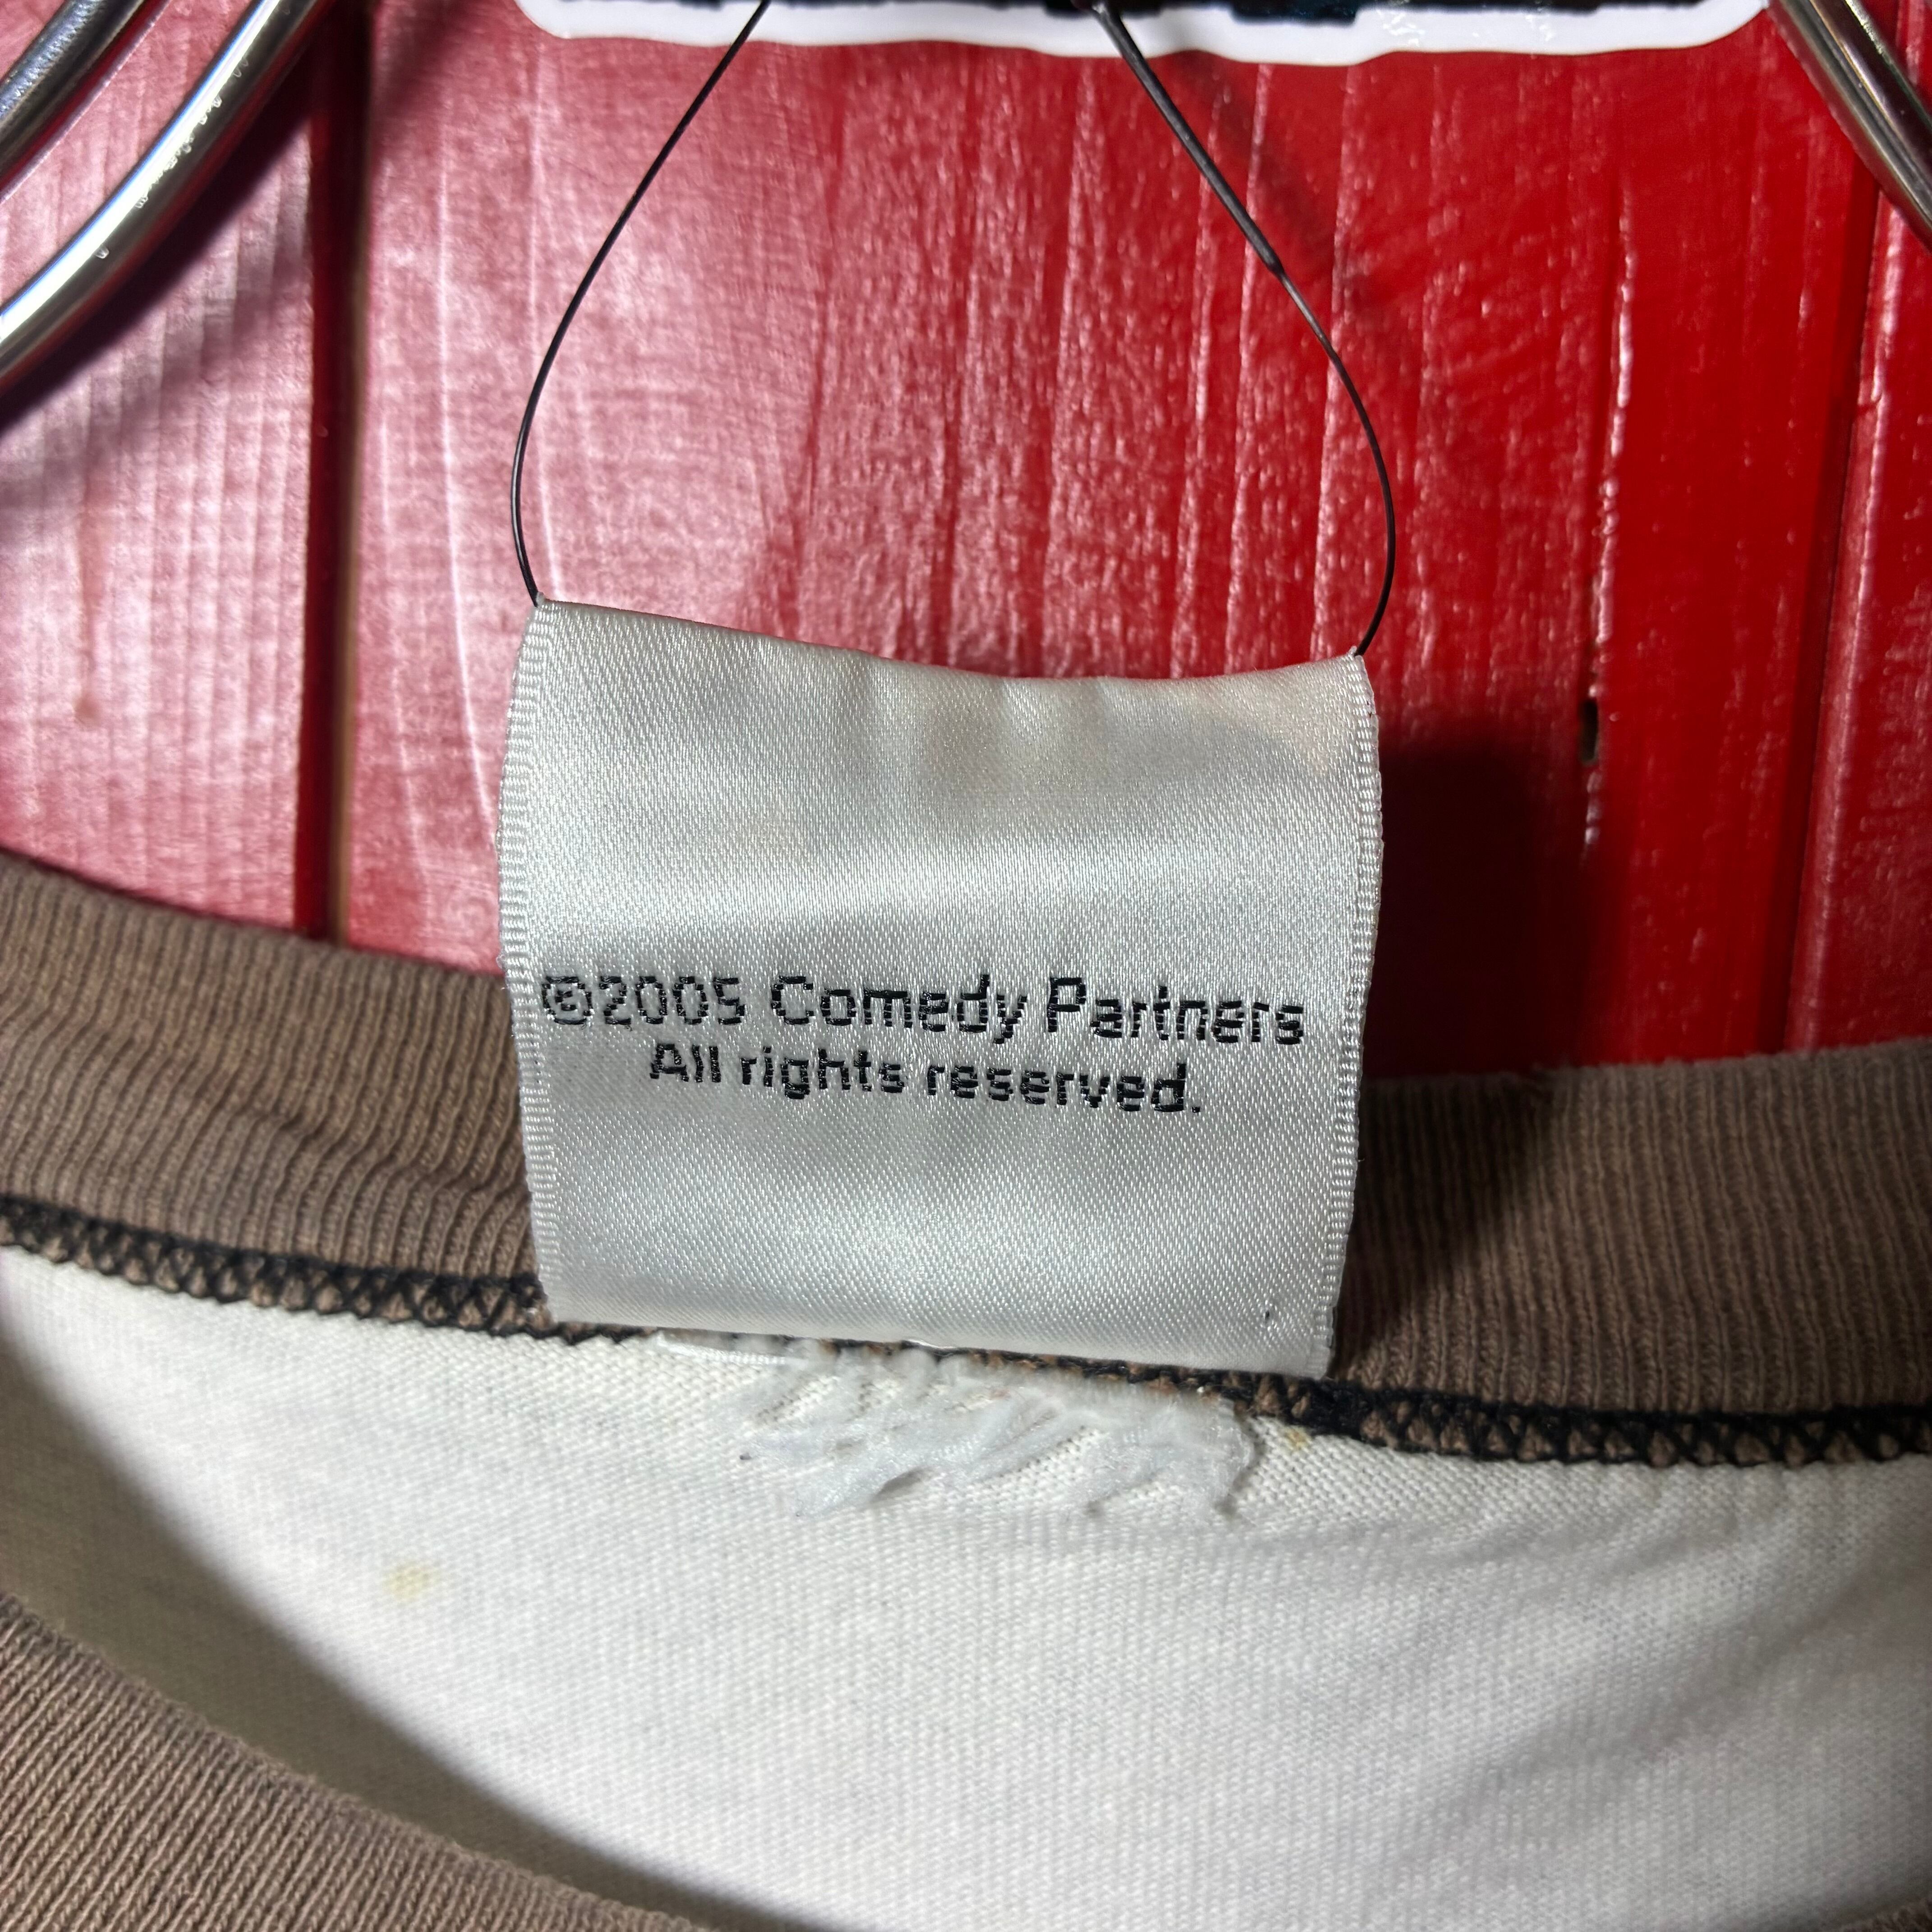 ©2005 Comedy Partners
All rights reserved.